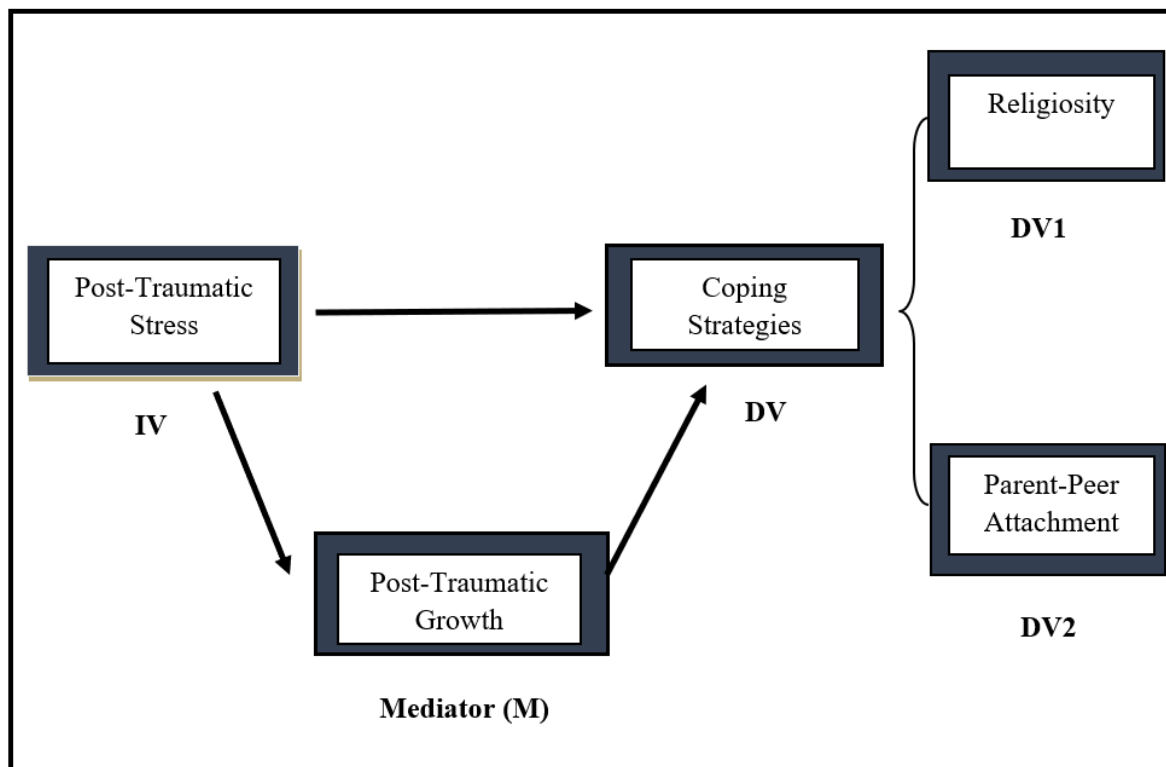 Religiosity
DV1
Post-Traumatic
Stress
IV
Coping
Strategies
DV
Parent-Peer
Attachment
DV2
Post-Traumatic
Growth
Mediator (M)